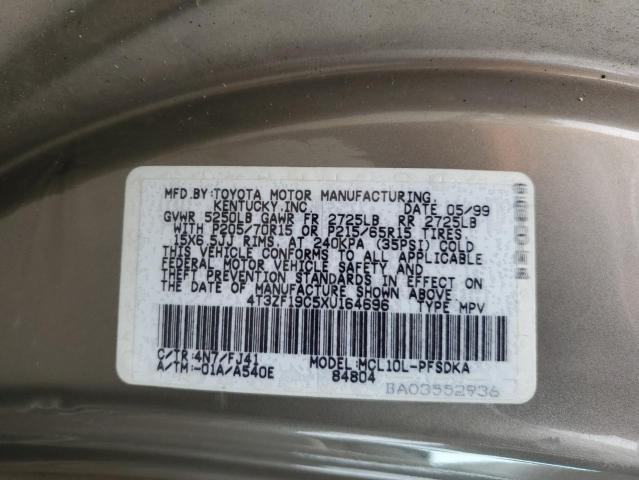 MFD.BY:TOYOTA MOTOR MANUFACTURING,
KENTUCKY,INC. DATE 05/99
GVWR 5250LB GAWR FR 2725LB RR 2725LB
WITH P205/70R15 OR P215/65R15 TIRES
15X6.5JJ RIMS, AT 240KPA (35PSI) COLD
THIS VEHICLE CONFORMS TO ALL APPLICABLE
FEDERAL MOTOR VEHICLE SAFETY AND
THEFT PREVENTION STANDARDS IN EFFECT ON
THE DATE OF MANUFACTURE SHOWN ABOVE.
4T3ZF19C5XU164696 TYPE MPV
C/TR:4N7/FJ41 MODEL:MCL10L-PFSDKA
A/TM:-01A/A540E 84804
BA03552936